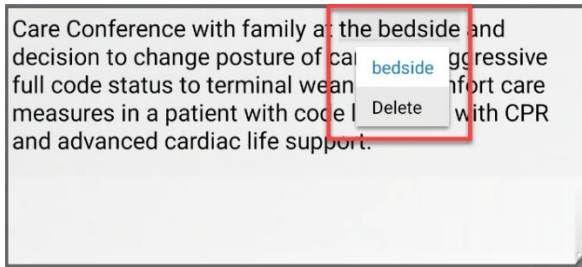 Care Conference with family at the bedside and
decision to change posture of ggressive
full code status to terminal wean fort care
measures in a patient with code with CPR
and advanced cardiac life support.
bedside
Delete